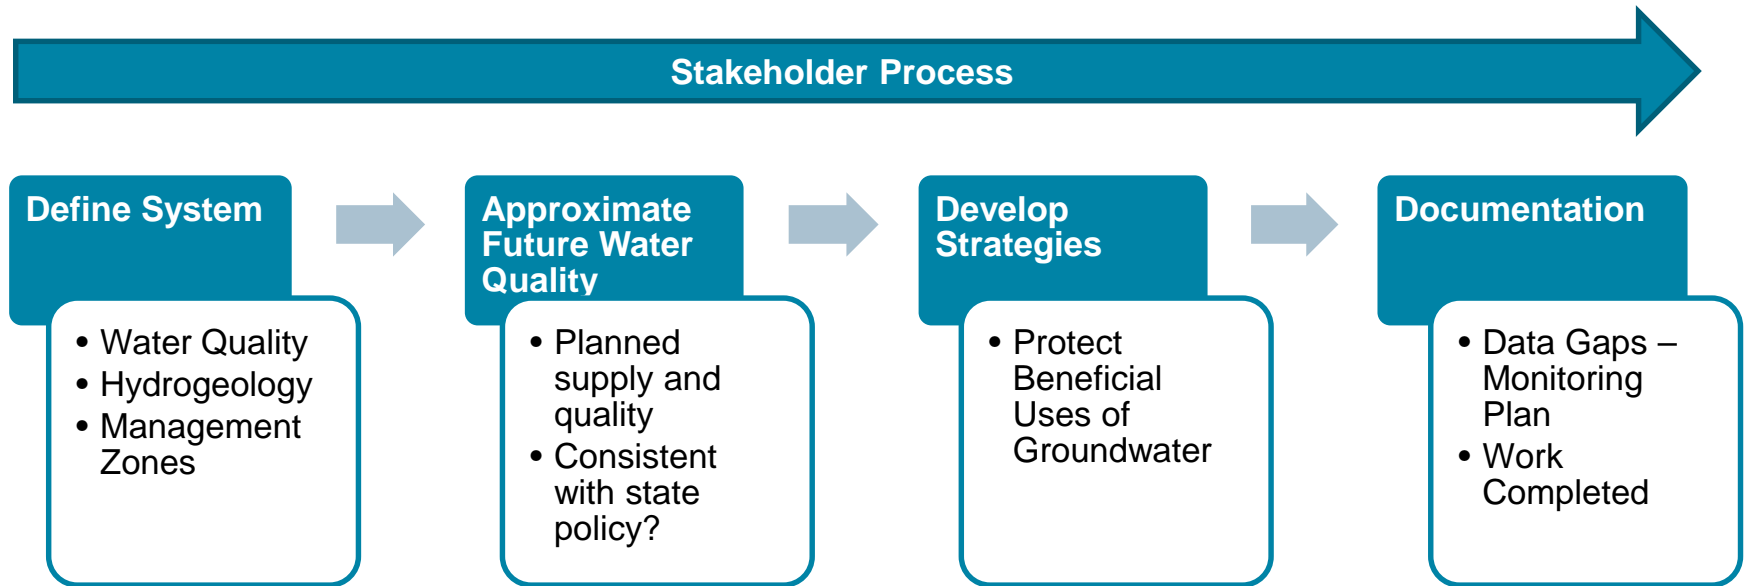 Stakeholder Process
Define System
• Water Quality
• Hydrogeology
• Management
Zones
Approximate
Future Water
Quality
• Planned
supply and
quality
• Consistent
with state
policy?
Develop
Strategies
• Protect
Beneficial
Uses of
Groundwater
Documentation
• Data Gaps –
Monitoring
Plan
• Work
Completed